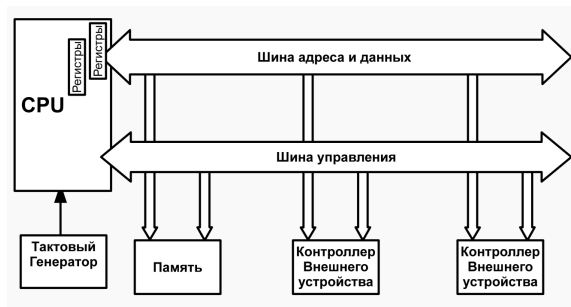 Регистры
Регистры
CPU
Шина адреса и данных
Шина управления
Тактовый
Генератор
Память
Контроллер
Внешнего
устройства
Контроллер
Внешнего
устройства